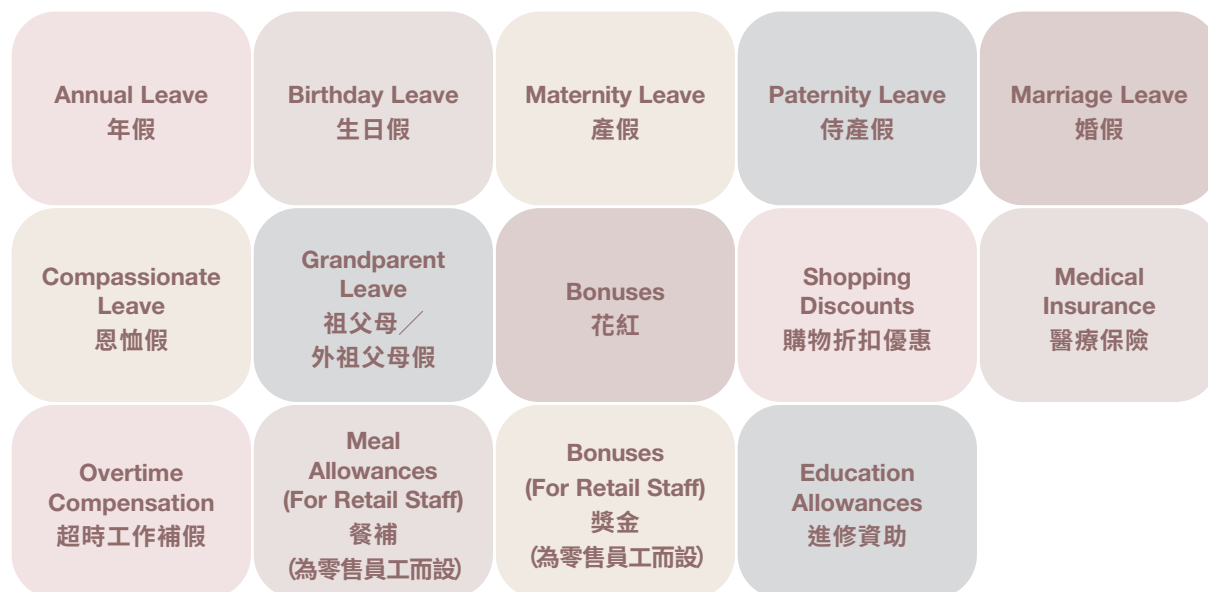 Annual Leave
年假
Birthday Leave
生日假
Maternity Leave
產假
Paternity Leave
侍產假
Marriage Leave
婚假
Compassionate
Leave
恩恤假
Grandparent
Leave
祖父母／
外祖父母假
Bonuses
花紅
Shopping
Discounts
購物折扣優惠
Medical
Insurance
醫療保險
Overtime
Compensation
超時工作補假
Meal
Allowances
(For Retail Staff)
餐補
(為零售員工而設)
Bonuses
(For Retail Staff)
獎金
(為零售員工而設)
Education
Allowances
進修資助